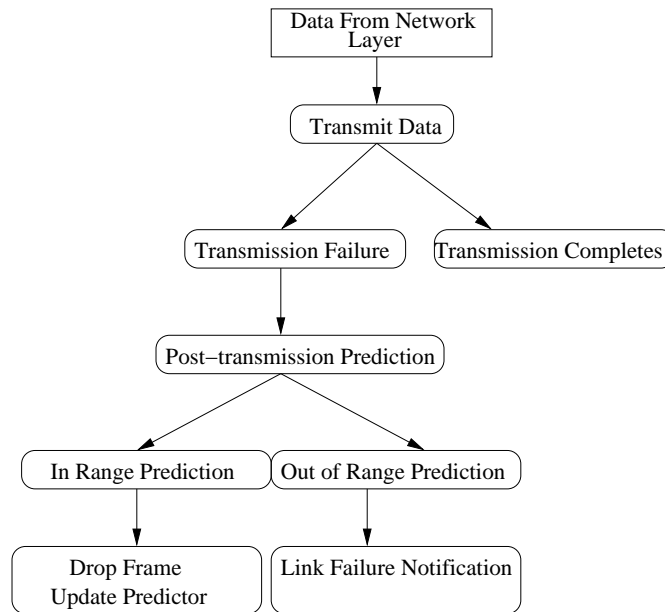 Data From Network
Layer
Transmit Data
Transmission Failure
Transmission Completes
Post−transmission Prediction
In Range Prediction
Out of Range Prediction
Drop Frame
Update Predictor
Link Failure Notification